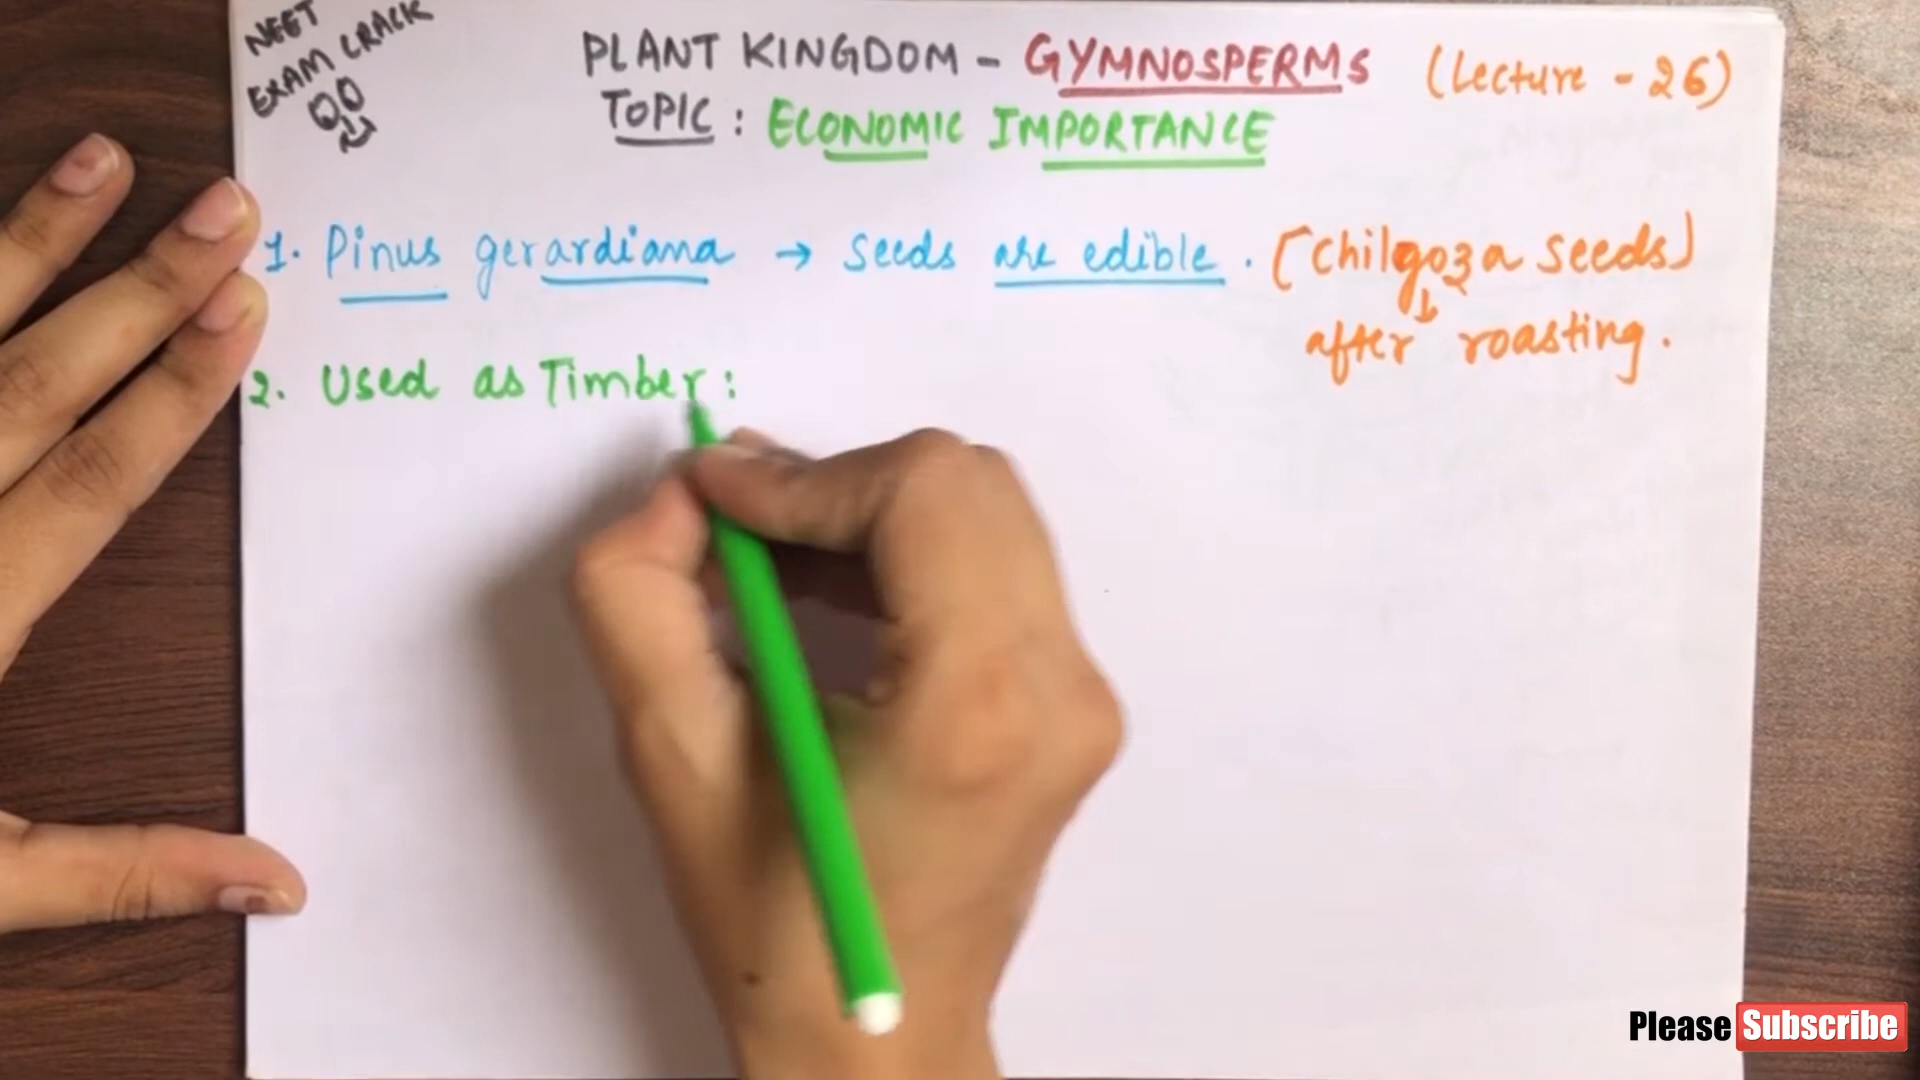 NEET
EXAM CRACK
PLANT KINGDOM - GYMNOSPERMS (Lecture - 26)
TOPIC : ECONOMIC IMPORTANCE
1. Pinus gerardiana → seeds are edible. (Chilgoza seeds)
after roasting.
2. Used as Timber:
Please Subscribe